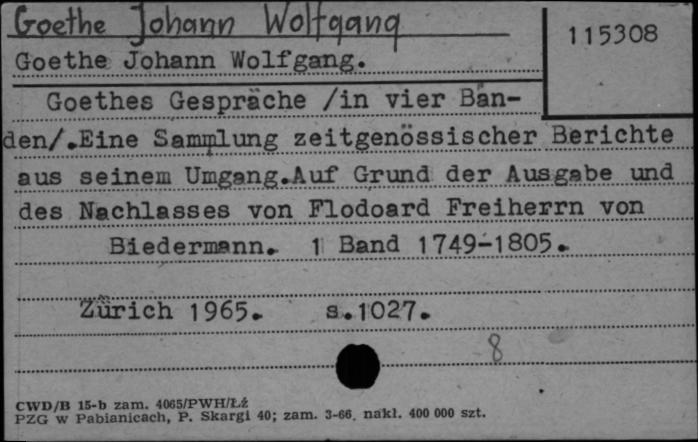 Goethe Johann Wolfgang
115308
Goethe Johann Wolfgang.
Goethes Gespräche /in vier Bän-
den/.Eine Sammlung zeitgenössischer Berichte
aus seinem Umgang.Auf Grund der Ausgabe und
des Nachlasses von Flodoard Freiherrn von
Biedermann. 1 Band 1749-1805.
Zürich 1965. s.1027.
8
CWD/B 15-b zam. 4065/PWH/Łź
PZG w Pabianicach, P. Skargi 40; zam. 3-66. nakł. 400 000 szt.